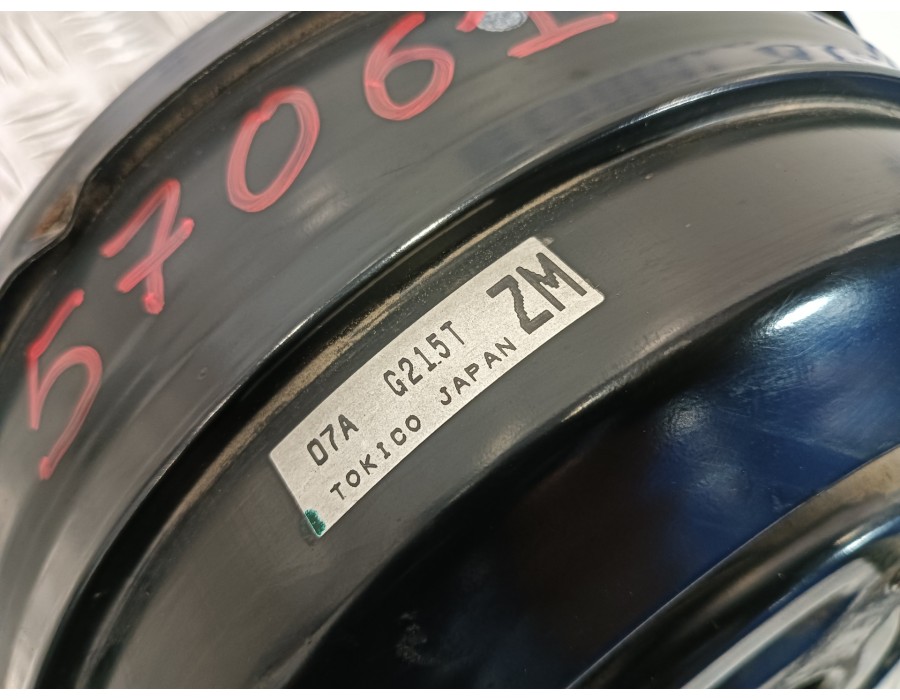 57061
07A G215T ZM
TOKICO JAPAN